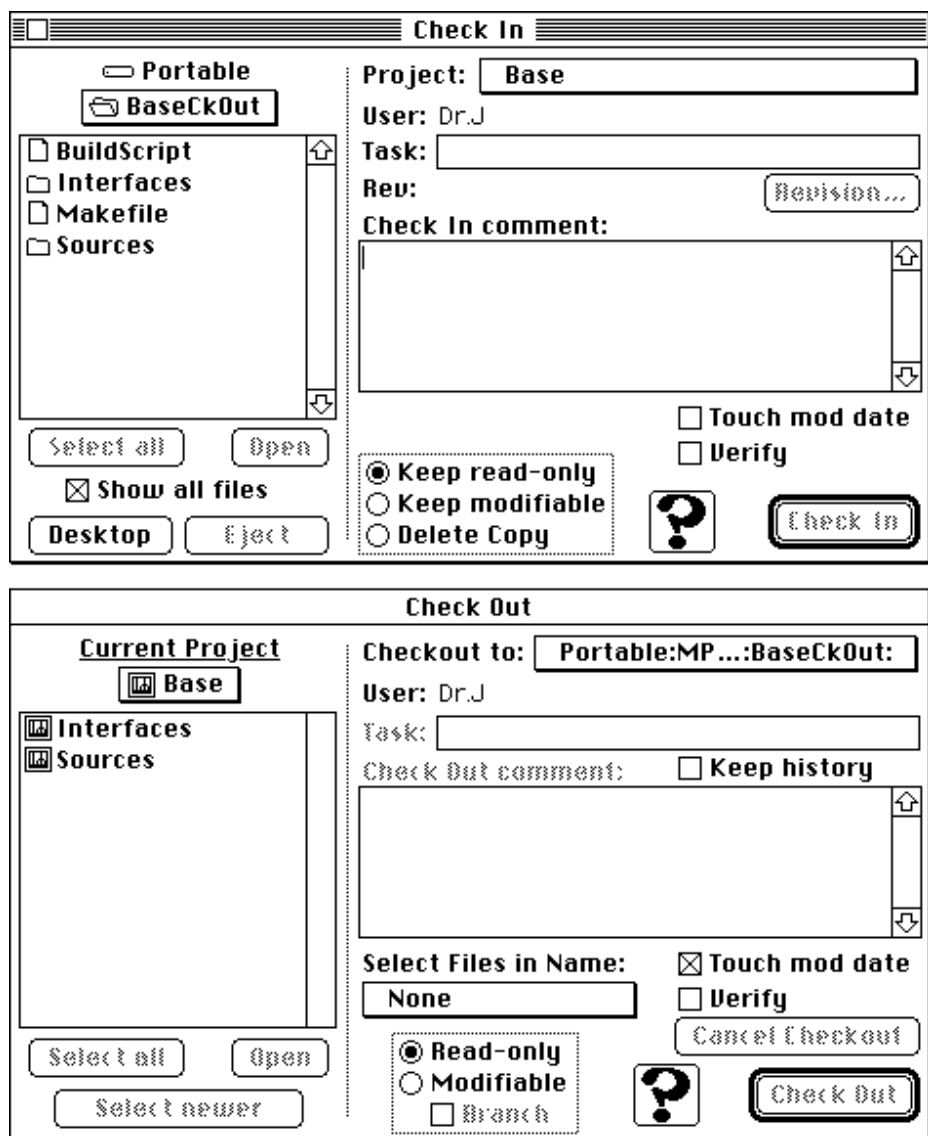 Check In
Portable
BaseCkOut
BuildScript
Interfaces
Makefile
Sources
Select all
Open
Show all files
Desktop
Eject
Project: Base
User: Dr.J
Task:
Rev:
Revision...
Check In comment:
Touch mod date
Verify
Keep read-only
Keep modifiable
Delete Copy
?
Check In
Check Out
Current Project
Base
Interfaces
Sources
Select all
Open
Select newer
Checkout to: Portable:MP...:BaseCkOut:
User: Dr.J
Task:
Check Out comment:
Keep history
Select Files in Name:
None
Touch mod date
Verify
Cancel Checkout
Read-only
Modifiable
Branch
?
Check Out